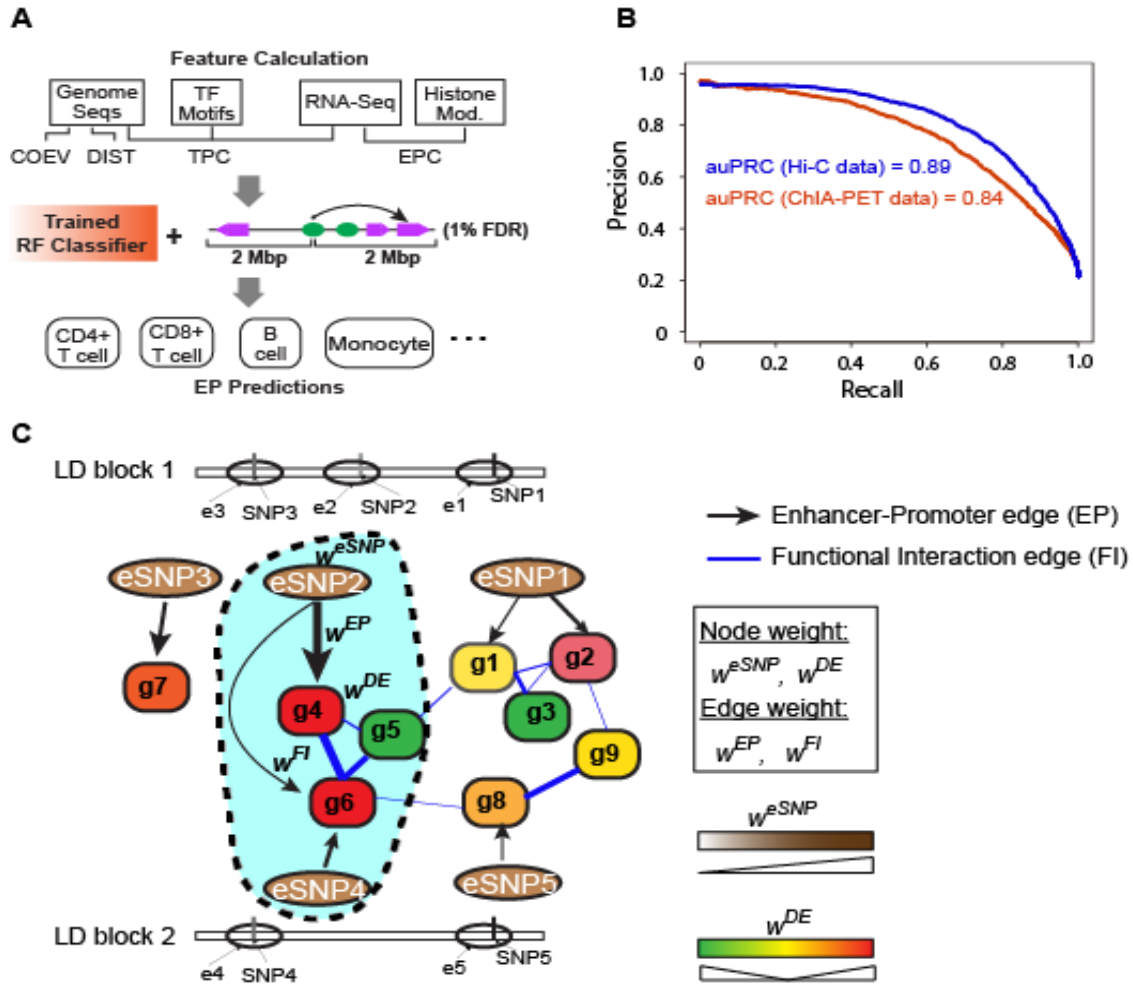 A
Feature Calculation
Genome
Seqs
TF
Motifs
RNA-Seq
Histone
Mod.
COEV
DIST
TPC
EPC
Trained
RF Classifier
+
(1% FDR)
2 Mbp
2 Mbp
CD4+
T cell
CD8+
T cell
B
cell
Monocyte
...
EP Predictions
B
1.0
0.8
0.6
0.4
0.2
0
Precision
auPRC (Hi-C data) = 0.89
auPRC (ChIA-PET data) = 0.84
0
0.2
0.4
0.6
0.8
1.0
Recall
C
LD block 1
e3
SNP3
e2
SNP2
e1
SNP1
Enhancer-Promoter edge (EP)
Functional Interaction edge (FI)
w^eSNP
eSNP3
eSNP2
eSNP1
w^EP
g1
g2
g7
w^DE
g4
g5
g3
w^FI
g9
g6
g8
eSNP4
eSNP5
Node weight:
w^eSNP, w^DE
Edge weight:
w^EP, w^FI
w^eSNP
w^DE
LD block 2
e4
SNP4
e5
SNP5